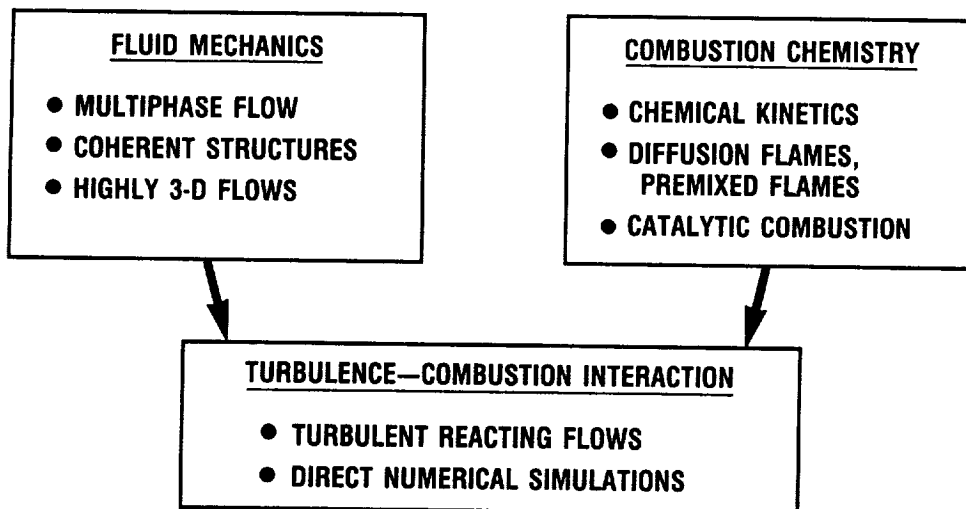 FLUID MECHANICS
● MULTIPHASE FLOW
● COHERENT STRUCTURES
● HIGHLY 3-D FLOWS
COMBUSTION CHEMISTRY
● CHEMICAL KINETICS
● DIFFUSION FLAMES,
PREMIXED FLAMES
● CATALYTIC COMBUSTION
TURBULENCE—COMBUSTION INTERACTION
● TURBULENT REACTING FLOWS
● DIRECT NUMERICAL SIMULATIONS